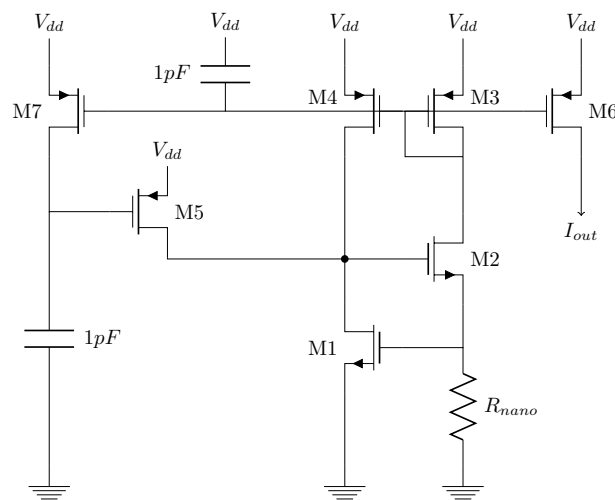 V_dd
V_dd
V_dd
V_dd
V_dd
1pF
M7
M4
M3
M6
V_dd
M5
I_out
M2
1pF
M1
R_nano